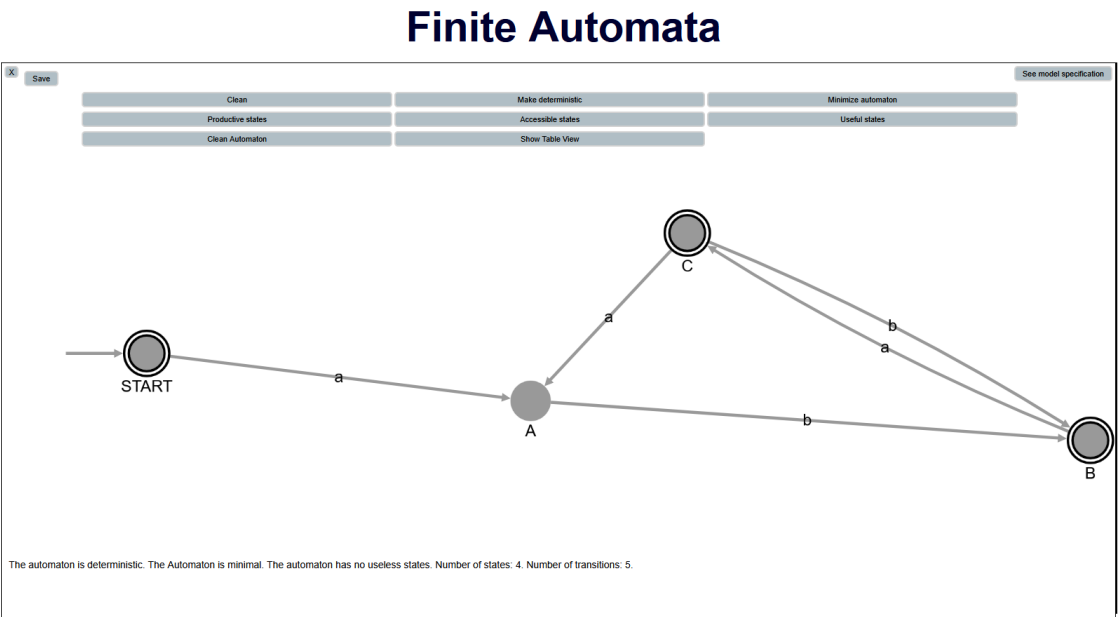 Finite Automata
X
Save
See model specification
Clean
Make deterministic
Minimize automaton
Productive states
Accessible states
Useful states
Clean Automaton
Show Table View
C
a
b
a
START
a
A
b
B
The automaton is deterministic. The Automaton is minimal. The automaton has no useless states. Number of states: 4. Number of transitions: 5.